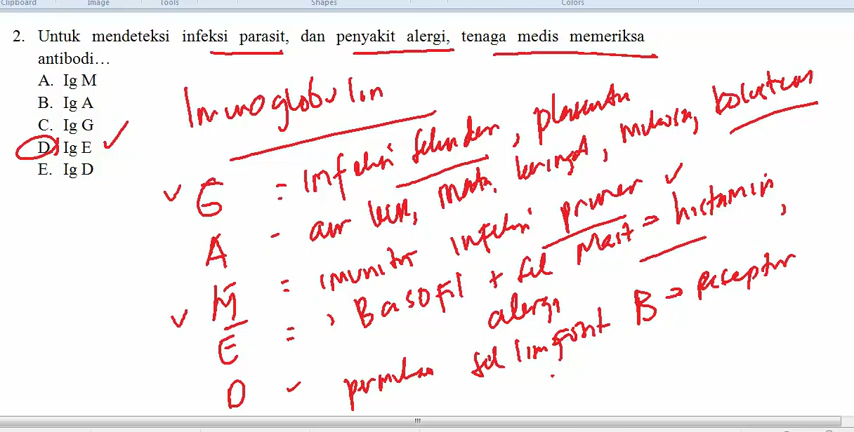 Clipboard Image Tools Shapes Colors
2. Untuk mendeteksi infeksi parasit, dan penyakit alergi, tenaga medis memeriksa
antibodi…
A. Ig M
B. Ig A
C. Ig G
D. Ig E
E. Ig D
Imunoglobulin
G = infeksi sekunder, plasenta
A - air liur, mata, keringat, mukosa, kolustrum
M = imunitas infeksi primer
E = , Basofil + sel Mast = histamin,
alergi
D - permukaan sel limfosit B => reseptor